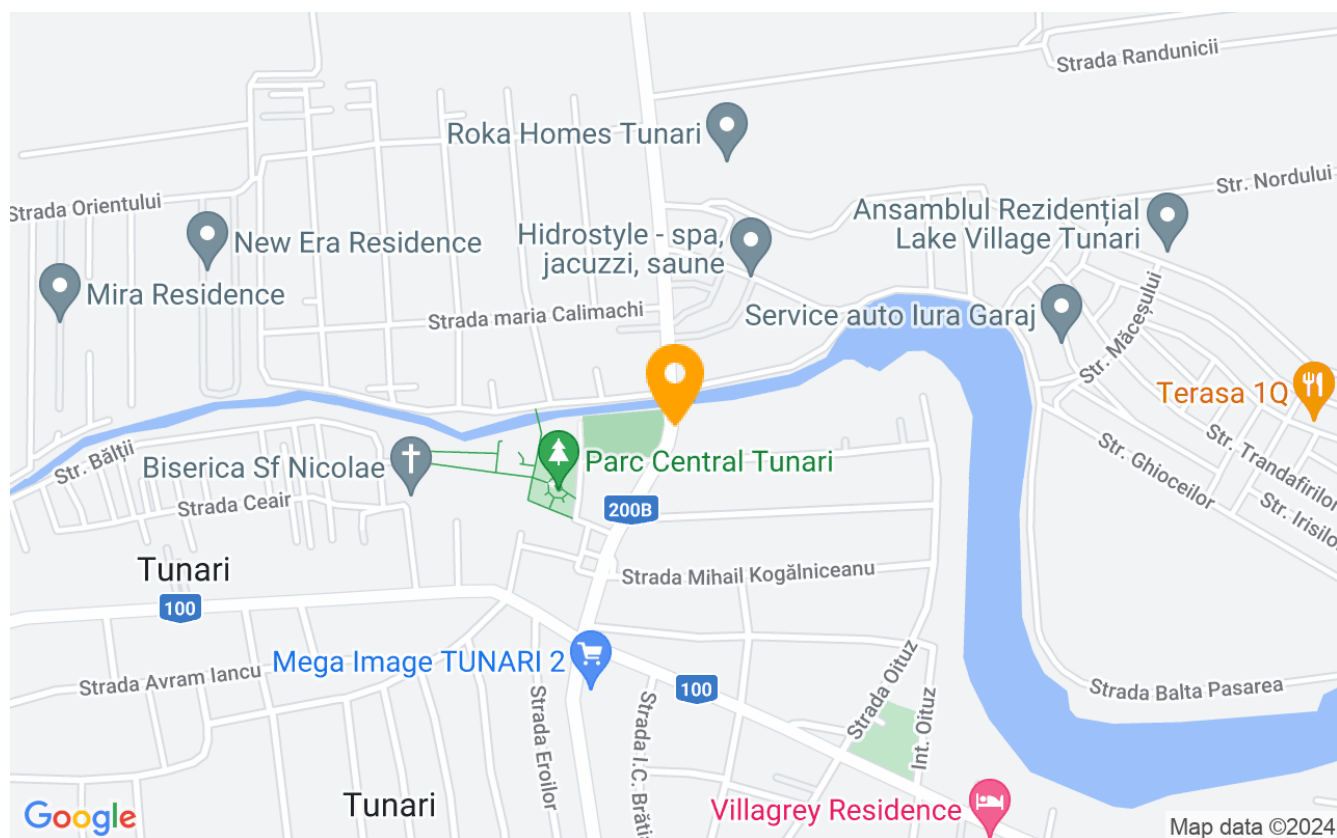 Strada Randunicii
Roka Homes Tunari
Str. Nordului
Strada Orientului
Ansamblul Rezidențial
Lake Village Tunari
New Era Residence
Hidrostyle - spa,
jacuzzi, saune
Mira Residence
Strada maria Calimachi
Service auto Iura Garaj
Str. Măceșului
Terasa 1Q
Str. Bălții
Biserica Sf Nicolae
Parc Central Tunari
Str. Ghioceilor
Str. Trandafirilor
Strada Ceair
200B
Str. Irisilo
Tunari
100
Strada Mihail Kogălniceanu
Mega Image TUNARI 2
Strada Avram Iancu
100
Strada Eroilor
Strada I.C. Brăti
Strada Oituz
Int. Oituz
Strada Balta Pasarea
Tunari
Villagrey Residence
Google
Map data ©2024